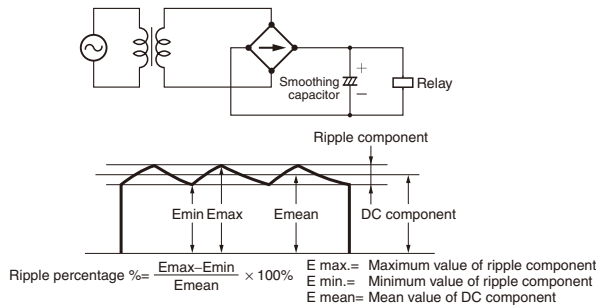 Smoothing
capacitor
+
−
Relay
Ripple component
Emin Emax
Emean
DC component
Ripple percentage %= Emax−Emin / Emean × 100%
E max.= Maximum value of ripple component
E min.= Minimum value of ripple component
E mean= Mean value of DC component